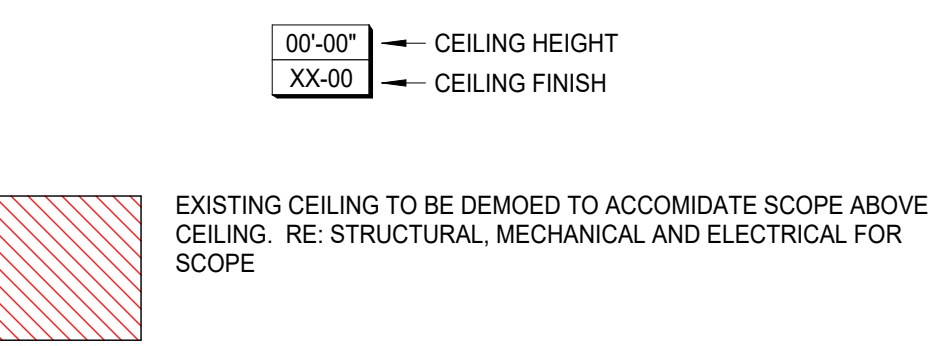 00'-00" CEILING HEIGHT
XX-00 CEILING FINISH
EXISTING CEILING TO BE DEMOED TO ACCOMIDATE SCOPE ABOVE
CEILING. RE: STRUCTURAL, MECHANICAL AND ELECTRICAL FOR
SCOPE